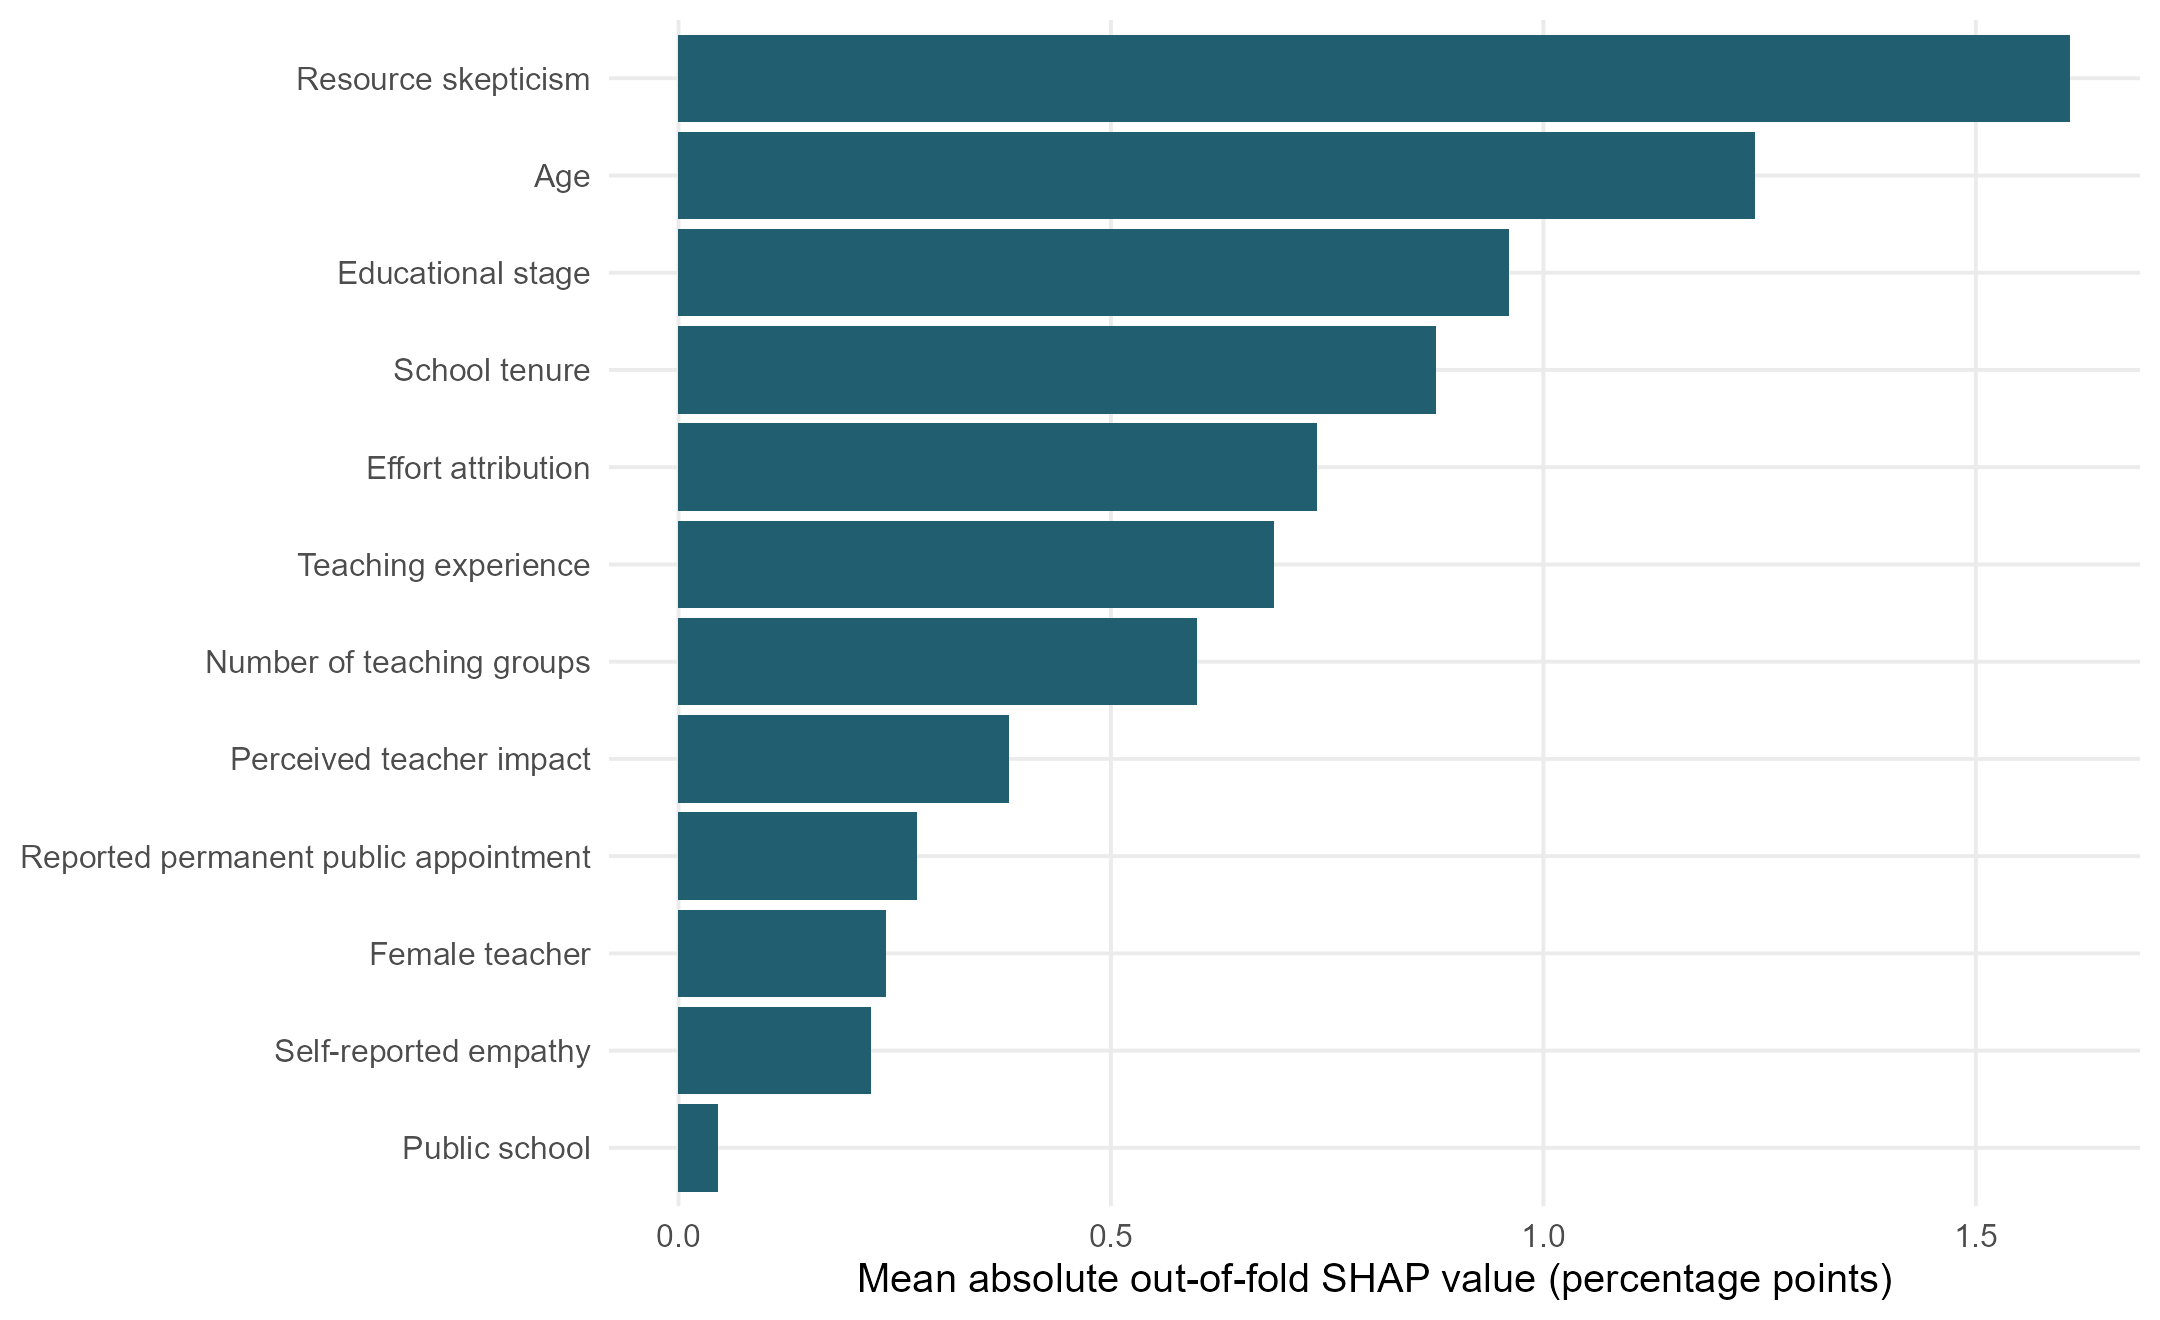 Resource skepticism
Age
Educational stage
School tenure
Effort attribution
Teaching experience
Number of teaching groups
Perceived teacher impact
Reported permanent public appointment
Female teacher
Self-reported empathy
Public school
0.0 0.5 1.0 1.5
Mean absolute out-of-fold SHAP value (percentage points)